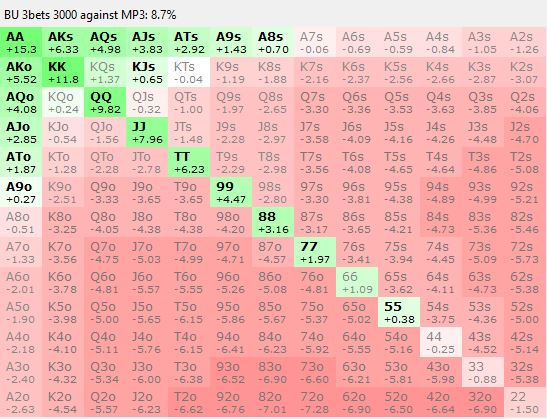 BU 3bets 3000 against MP3: 8.7%
AA AKs AQs AJs ATs A9s A8s A7s A6s A5s A4s A3s A2s
+15.3 +6.33 +4.98 +3.83 +2.92 +1.43 +0.70 -0.06 -0.69 -0.59 -0.84 -1.05 -1.26
AKo KK KQs KJs KTs K9s K8s K7s K6s K5s K4s K3s K2s
+5.52 +11.8 +1.37 +0.65 -0.04 -1.19 -1.88 -2.16 -2.37 -2.56 -2.66 -2.87 -3.07
AQo KQo QQ QJs QTs Q9s Q8s Q7s Q6s Q5s Q4s Q3s Q2s
+4.08 +0.24 +9.82 -0.32 -1.00 -1.97 -2.65 -3.30 -3.36 -3.53 -3.63 -3.85 -4.06
AJo KJo QJo JJ JTs J9s J8s J7s J6s J5s J4s J3s J2s
+2.85 -0.54 -1.56 +7.96 -1.48 -2.28 -2.97 -3.58 -4.09 -4.16 -4.26 -4.48 -4.70
ATo KTo QTo JTo TT T9s T8s T7s T6s T5s T4s T3s T2s
+1.87 -1.28 -2.28 -2.78 +6.23 -2.29 -2.98 -3.56 -4.08 -4.65 -4.64 -4.86 -5.08
A9o K9o Q9o J9o T9o 99 98s 97s 96s 95s 94s 93s 92s
+0.27 -2.51 -3.33 -3.65 -3.65 +4.47 -2.80 -3.30 -3.81 -4.38 -4.89 -4.99 -5.21
A8o K8o Q8o J8o T8o 98o 88 87s 86s 85s 84s 83s 82s
-0.51 -3.25 -4.05 -4.38 -4.38 -4.20 +3.16 -3.17 -3.65 -4.21 -4.73 -5.36 -5.46
A7o K7o Q7o J7o T7o 97o 87o 77 76s 75s 74s 73s 72s
-1.33 -3.56 -4.75 -5.03 -4.99 -4.71 -4.57 +1.97 -3.41 -3.94 -4.45 -5.09 -5.73
A6o K6o Q6o J6o T6o 96o 86o 76o 66 65s 64s 63s 62s
-2.01 -3.78 -4.81 -5.57 -5.55 -5.26 -5.08 -4.81 +1.09 -3.62 -4.11 -4.73 -5.38
A5o K5o Q5o J5o T5o 95o 85o 75o 65o 55 54s 53s 52s
-1.90 -3.98 -5.00 -5.65 -6.15 -5.86 -5.67 -5.37 -5.02 +0.38 -3.75 -4.36 -5.00
A4o K4o Q4o J4o T4o 94o 84o 74o 64o 54o 44 43s 42s
-2.18 -4.10 -5.11 -5.76 -6.15 -6.41 -6.23 -5.92 -5.55 -5.16 -0.25 -4.52 -5.14
A3o K3o Q3o J3o T3o 93o 83o 73o 63o 53o 43o 33 32s
-2.40 -4.32 -5.34 -6.00 -6.38 -6.52 -6.90 -6.60 -6.21 -5.81 -5.98 -0.88 -5.38
A2o K2o Q2o J2o T2o 92o 82o 72o 62o 52o 42o 32o 22
-2.63 -4.54 -5.57 -6.23 -6.62 -6.76 -7.01 -7.28 -6.90 -6.50 -6.64 -6.90 -1.50